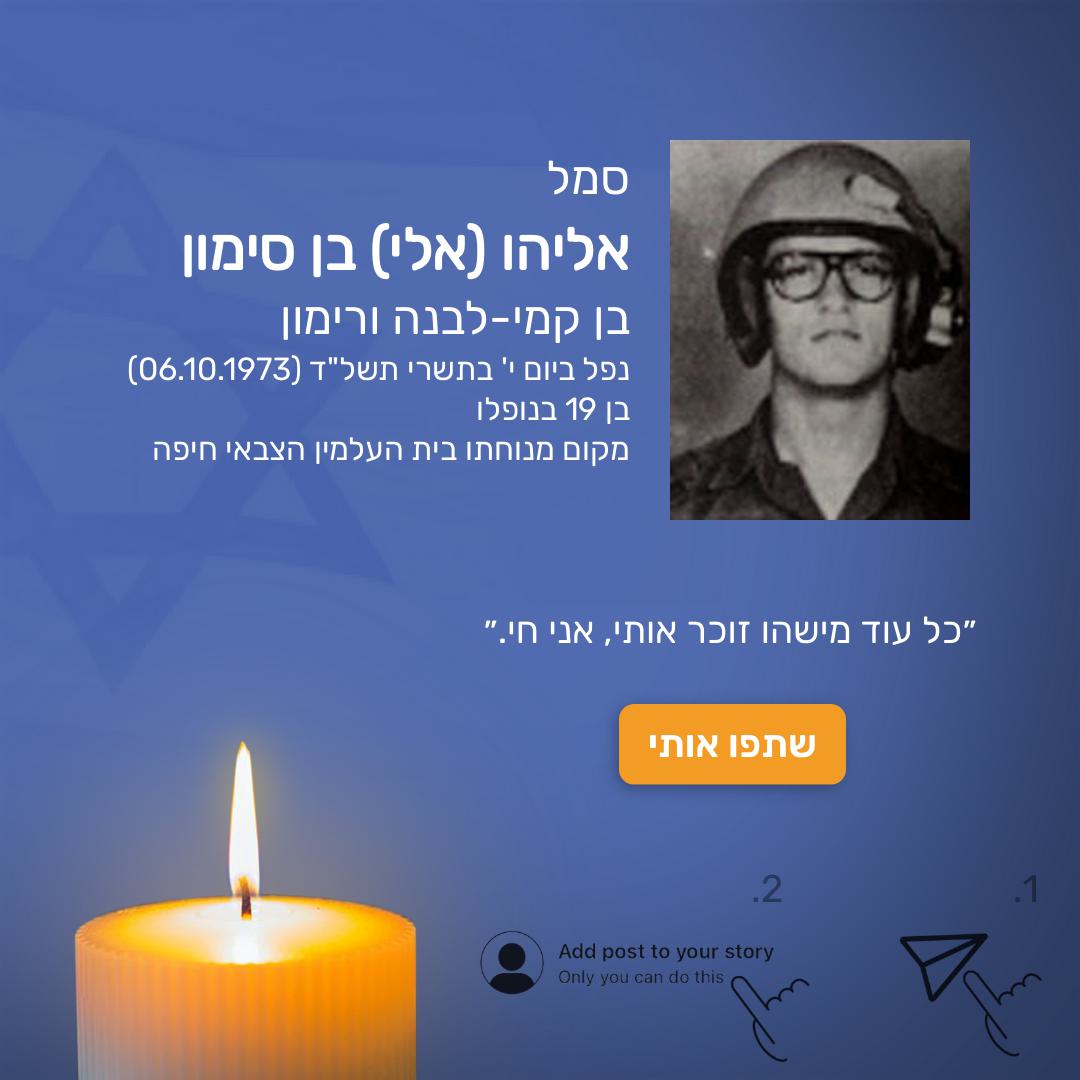 סמל
אליהו (אלי) בן סימון
בן קמי-לבנה ורימון
נפל ביום י' בתשרי תשל"ד (06.10.1973)
בן 19 בנופלו
מקום מנוחתו בית העלמין הצבאי חיפה
״כל עוד מישהו זוכר אותי, אני חי.״
שתפו אותי
1.
2.
Add post to your story
Only you can do this